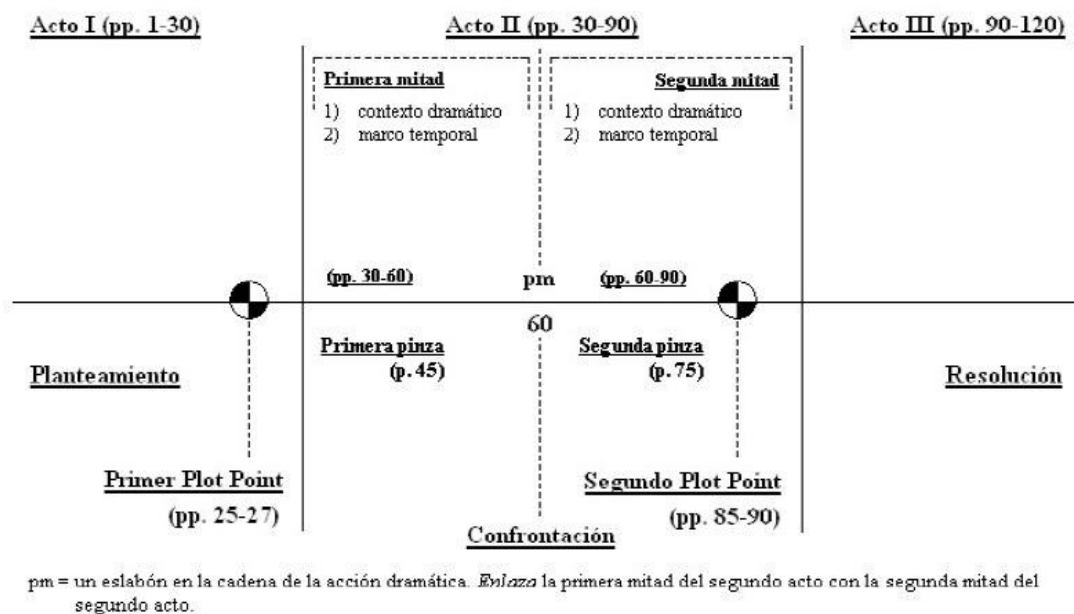 Acto I (pp. 1-30)
Acto II (pp. 30-90)
Acto III (pp. 90-120)
Primera mitad
1) contexto dramático
2) marco temporal
Segunda mitad
1) contexto dramático
2) marco temporal
(pp. 30-60)
pm
(pp. 60-90)
60
Primera pinza
(p. 45)
Segunda pinza
(p. 75)
Planteamiento
Resolución
Primer Plot Point
(pp. 25-27)
Segundo Plot Point
(pp. 85-90)
Confrontación
pm = un eslabón en la cadena de la acción dramática. Enlaza la primera mitad del segundo acto con la segunda mitad del
segundo acto.